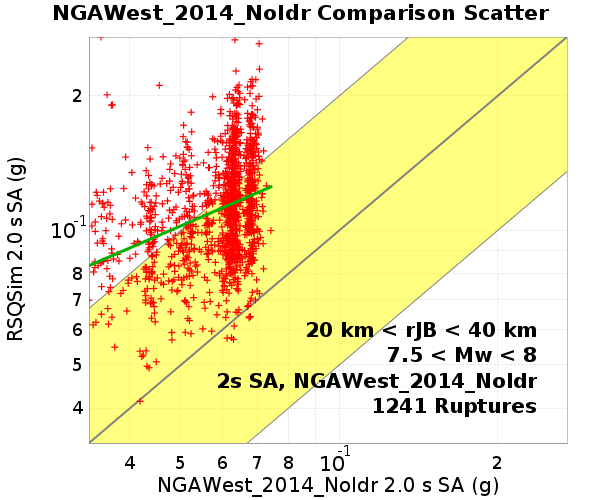 NGAWest_2014_NoIdr Comparison Scatter
RSQSim 2.0 s SA (g)
2
10⁻¹
8
7
6
5
4
20 km < rJB < 40 km
7.5 < Mw < 8
2s SA, NGAWest_2014_NoIdr
1241 Ruptures
4 5 6 7 8 10⁻¹ 2
NGAWest_2014_NoIdr 2.0 s SA (g)